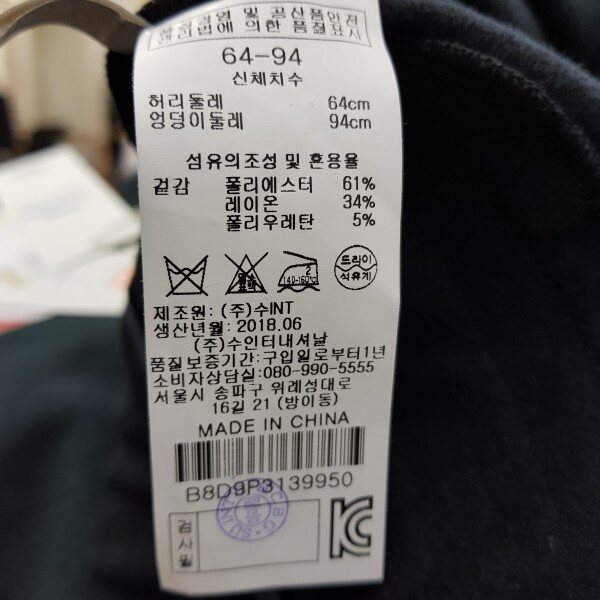 품질경영 및 공산품안전
관리법에 의한 품질표시
64-94
신체치수
허리둘레 64cm
엉덩이둘레 94cm
섬유의조성 및 혼용율
겉감 폴리에스터 61%
레이온 34%
폴리우레탄 5%
2
140-160℃
드라이
석유계
제조원: (주)수INT
생산년월: 2018.06
(주)수인터내셔날
품질보증기간:구입일로부터1년
소비자상담실:080-990-5555
서울시 송파구 위례성대로
16길 21 (방이동)
MADE IN CHINA
B8D9P3139950
검사필